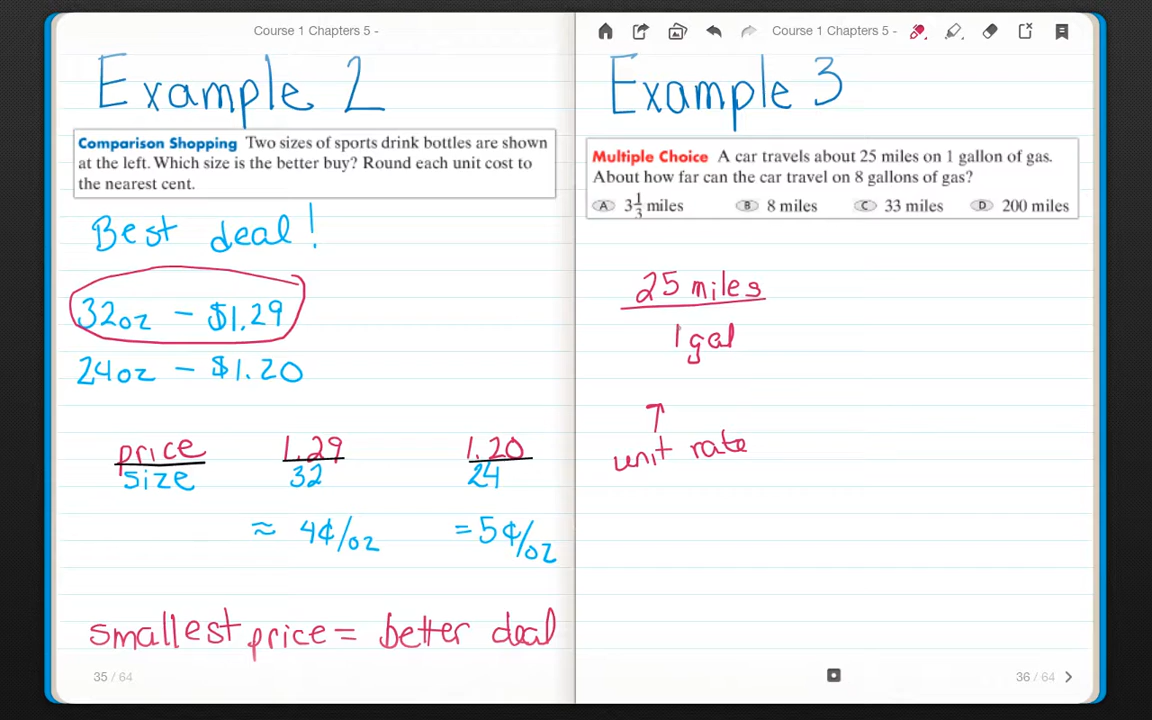 Course 1 Chapters 5 -
Example 2
Comparison Shopping Two sizes of sports drink bottles are shown
at the left. Which size is the better buy? Round each unit cost to
the nearest cent.
Best deal!
32oz - $1.29
24oz - $1.20
price 1.29 1.20
size 32 24
≈ 4¢/oz = 5¢/oz
smallest price = better deal
35 / 64
Course 1 Chapters 5 -
Example 3
Multiple Choice A car travels about 25 miles on 1 gallon of gas.
About how far can the car travel on 8 gallons of gas?
A 3 1/3 miles B 8 miles C 33 miles D 200 miles
25 miles
1 gal
↑
unit rate
36 / 64